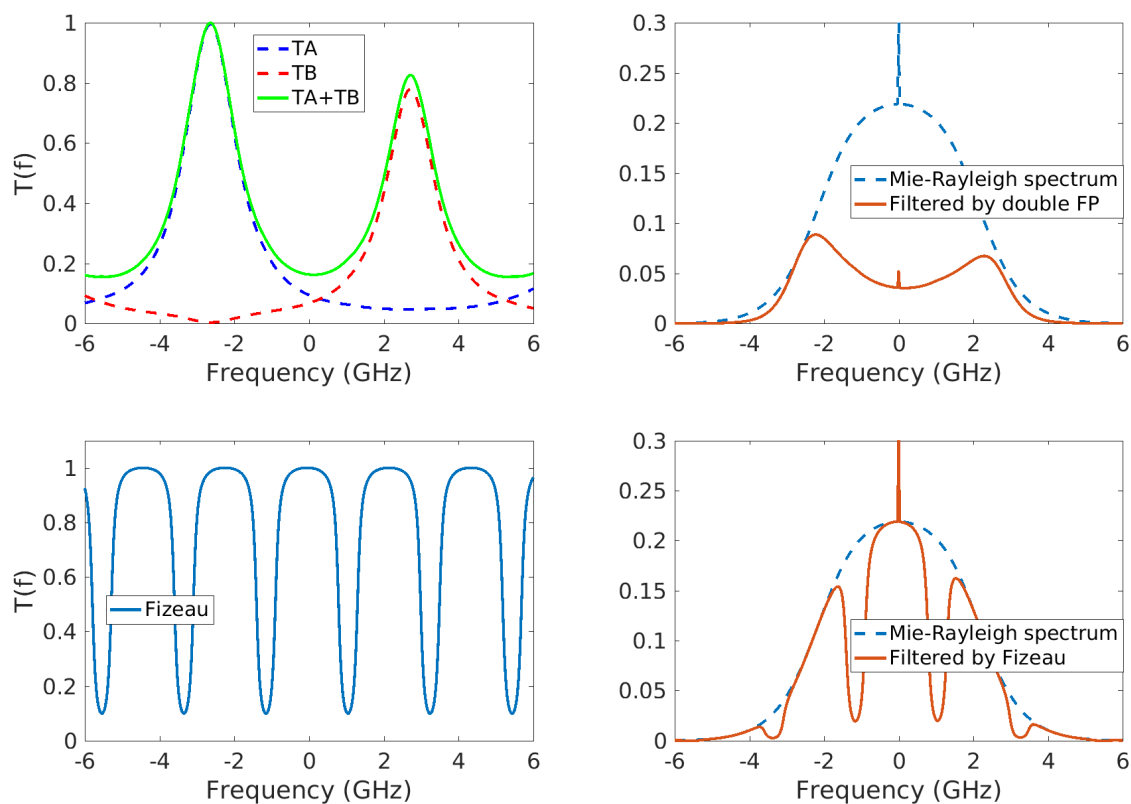 1
0.8
0.6
0.4
0.2
0
T(f)
TA
TB
TA+TB
-6 -4 -2 0 2 4 6
Frequency (GHz)
0.3
0.25
0.2
0.15
0.1
0.05
0
Mie-Rayleigh spectrum
Filtered by double FP
-6 -4 -2 0 2 4 6
Frequency (GHz)
1
0.8
0.6
0.4
0.2
0
T(f)
Fizeau
-6 -4 -2 0 2 4 6
Frequency (GHz)
0.3
0.25
0.2
0.15
0.1
0.05
0
Mie-Rayleigh spectrum
Filtered by Fizeau
-6 -4 -2 0 2 4 6
Frequency (GHz)